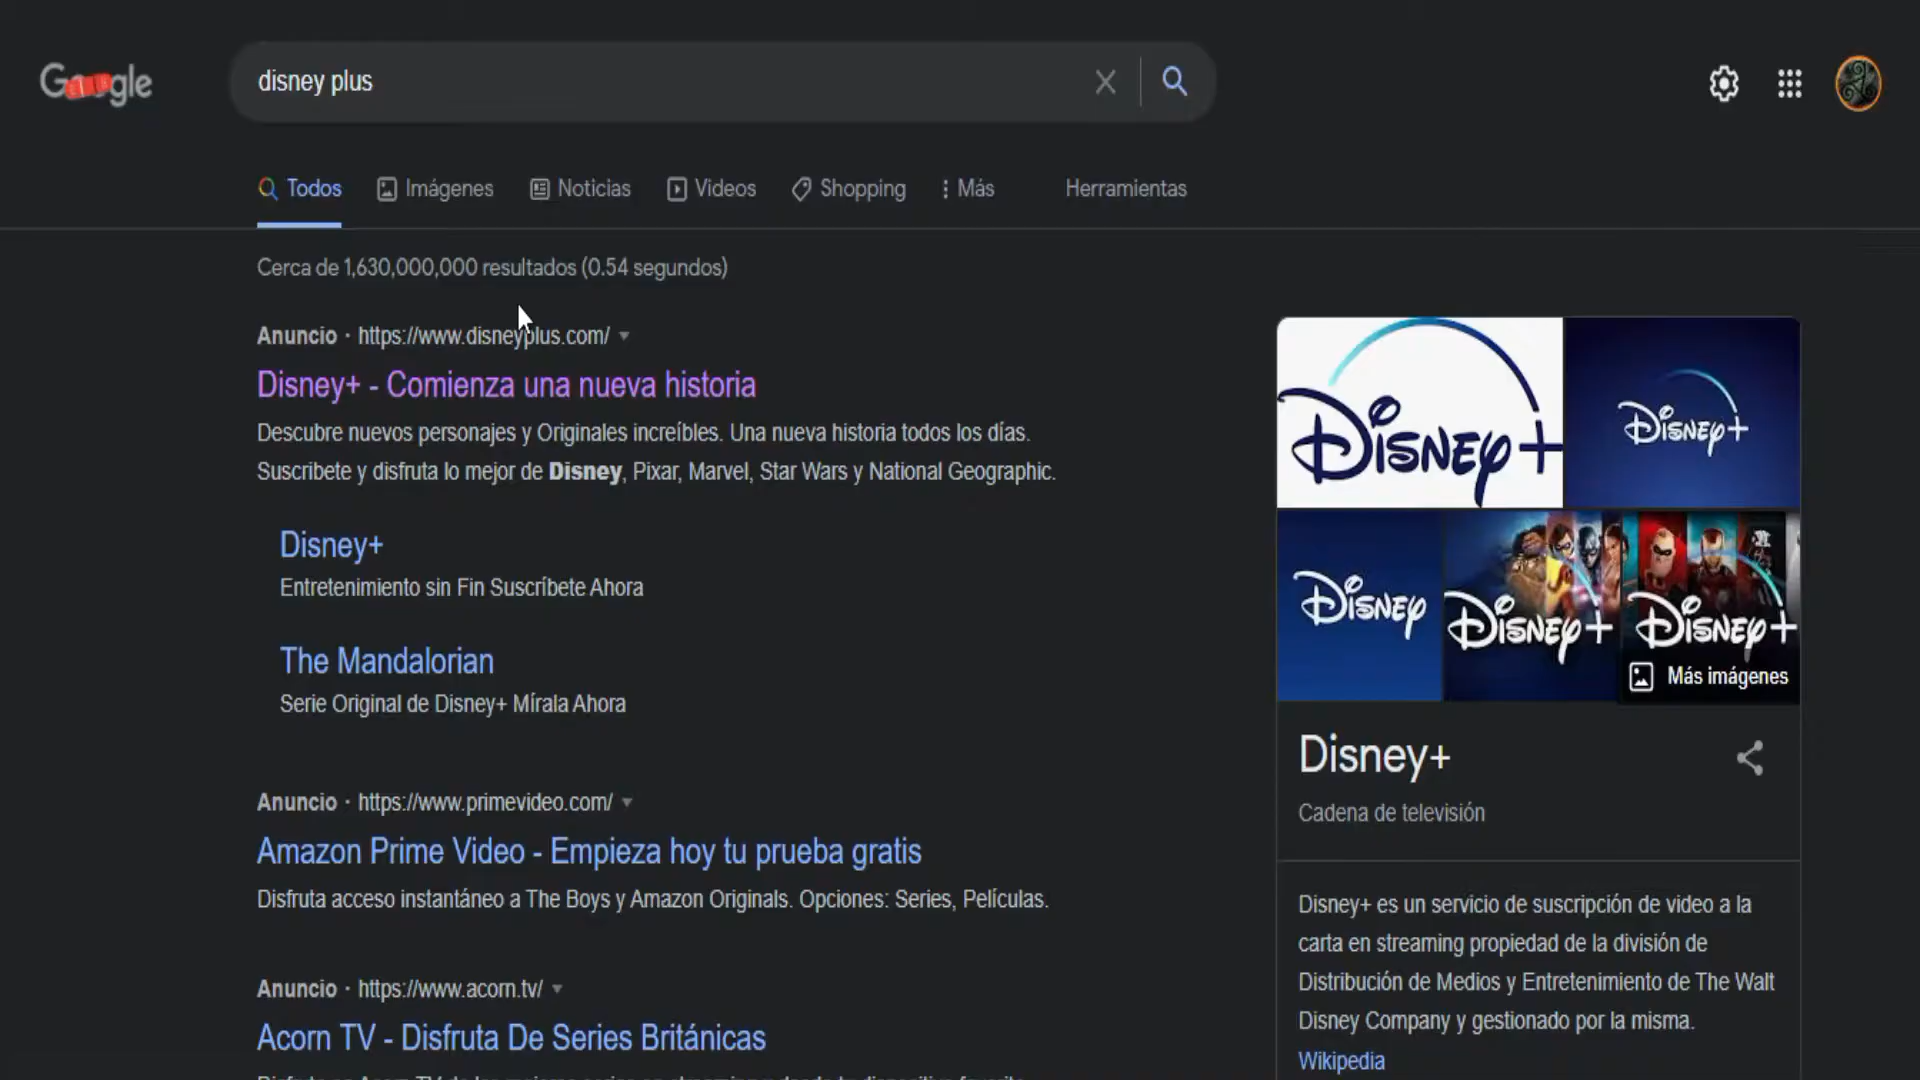 Google
disney plus
Todos
Imágenes
Noticias
Videos
Shopping
Más
Herramientas
Cerca de 1,630,000,000 resultados (0.54 segundos)
Anuncio · https://www.disneyplus.com/
Disney+ - Comienza una nueva historia
Descubre nuevos personajes y Originales increíbles. Una nueva historia todos los días.
Suscribete y disfruta lo mejor de Disney, Pixar, Marvel, Star Wars y National Geographic.
Disney+
Entretenimiento sin Fin Suscríbete Ahora
The Mandalorian
Serie Original de Disney+ Mírala Ahora
Anuncio · https://www.primevideo.com/
Amazon Prime Video - Empieza hoy tu prueba gratis
Disfruta acceso instantáneo a The Boys y Amazon Originals. Opciones: Series, Películas.
Anuncio · https://www.acorn.tv/
Acorn TV - Disfruta De Series Británicas
Disney+
Disney+
Disney
Disney+
Disney+
Más imágenes
Disney+
Cadena de televisión
Disney+ es un servicio de suscripción de video a la
carta en streaming propiedad de la división de
Distribución de Medios y Entretenimiento de The Walt
Disney Company y gestionado por la misma.
Wikipedia